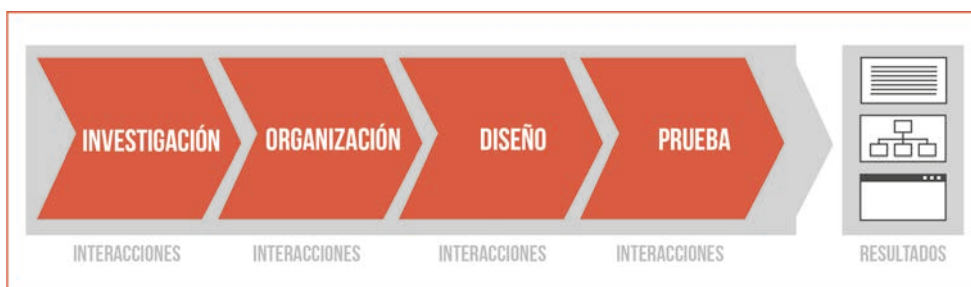 INVESTIGACIÓN
ORGANIZACIÓN
DISEÑO
PRUEBA
INTERACCIONES
INTERACCIONES
INTERACCIONES
INTERACCIONES
RESULTADOS